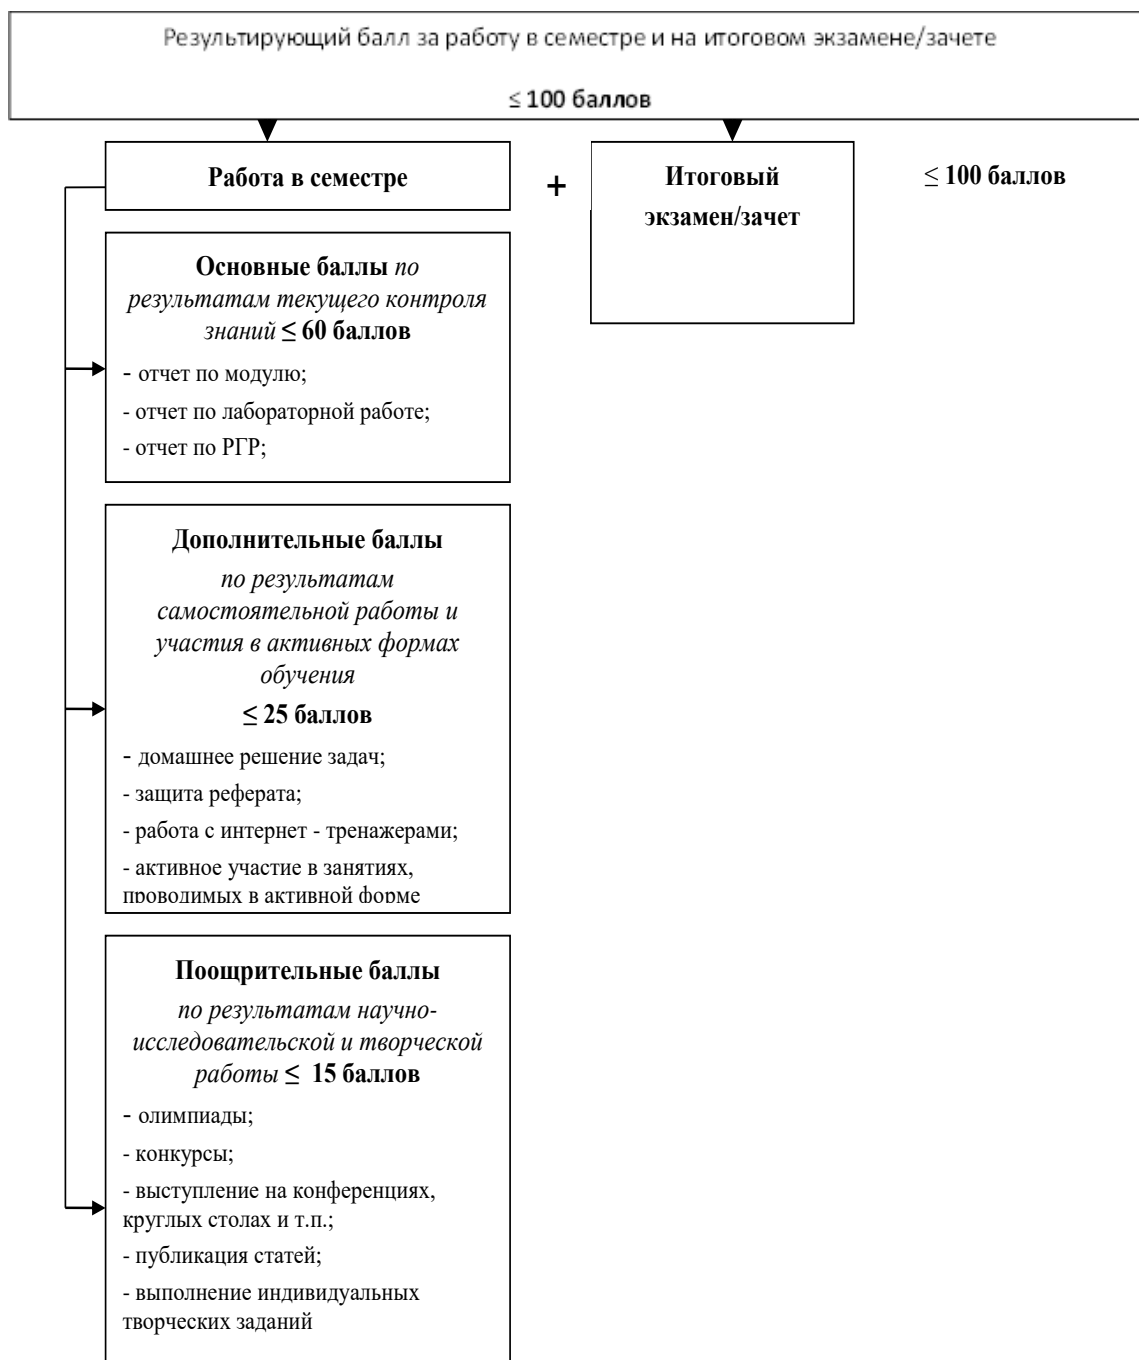 Результирующий балл за работу в семестре и на итоговом экзамене/зачете
≤ 100 баллов
Работа в семестре
+
Итоговый
экзамен/зачет
≤ 100 баллов
Основные баллы по
результатам текущего контроля
знаний ≤ 60 баллов
- отчет по модулю;
- отчет по лабораторной работе;
- отчет по РГР;
Дополнительные баллы
по результатам
самостоятельной работы и
участия в активных формах
обучения
≤ 25 баллов
- домашнее решение задач;
- защита реферата;
- работа с интернет - тренажерами;
- активное участие в занятиях,
проводимых в активной форме
Поощрительные баллы
по результатам научно-
исследовательской и творческой
работы ≤ 15 баллов
- олимпиады;
- конкурсы;
- выступление на конференциях,
круглых столах и т.п.;
- публикация статей;
- выполнение индивидуальных
творческих заданий